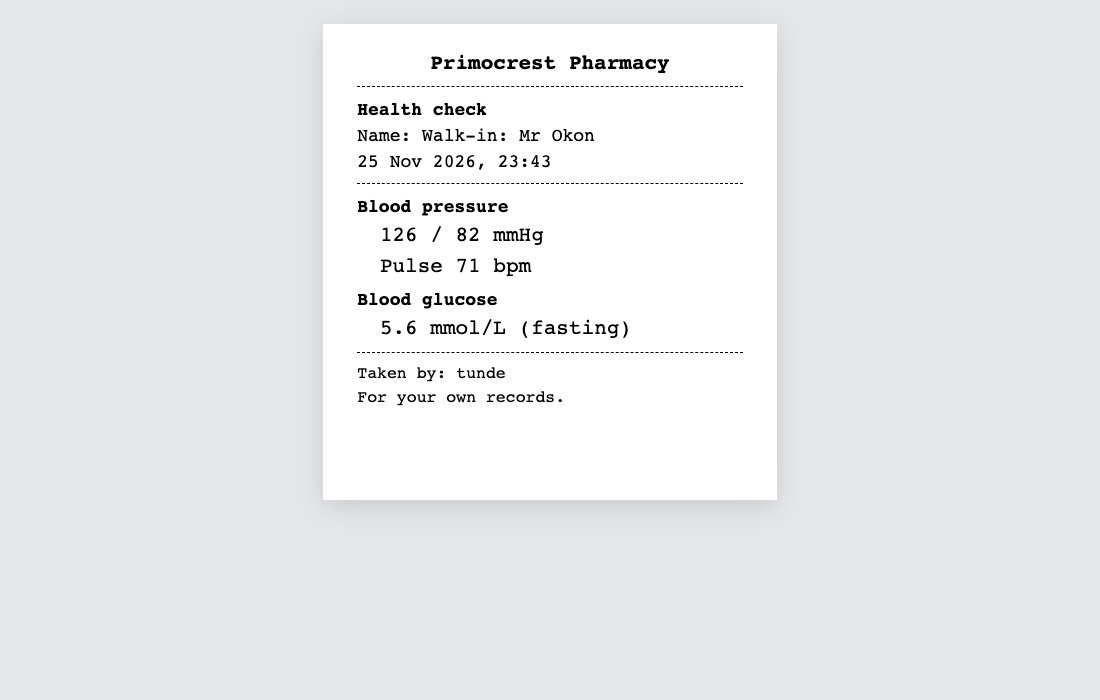 Primocrest Pharmacy
Health check
Name: Walk-in: Mr Okon
25 Nov 2026, 23:43
Blood pressure
126 / 82 mmHg
Pulse 71 bpm
Blood glucose
5.6 mmol/L (fasting)
Taken by: tunde
For your own records.